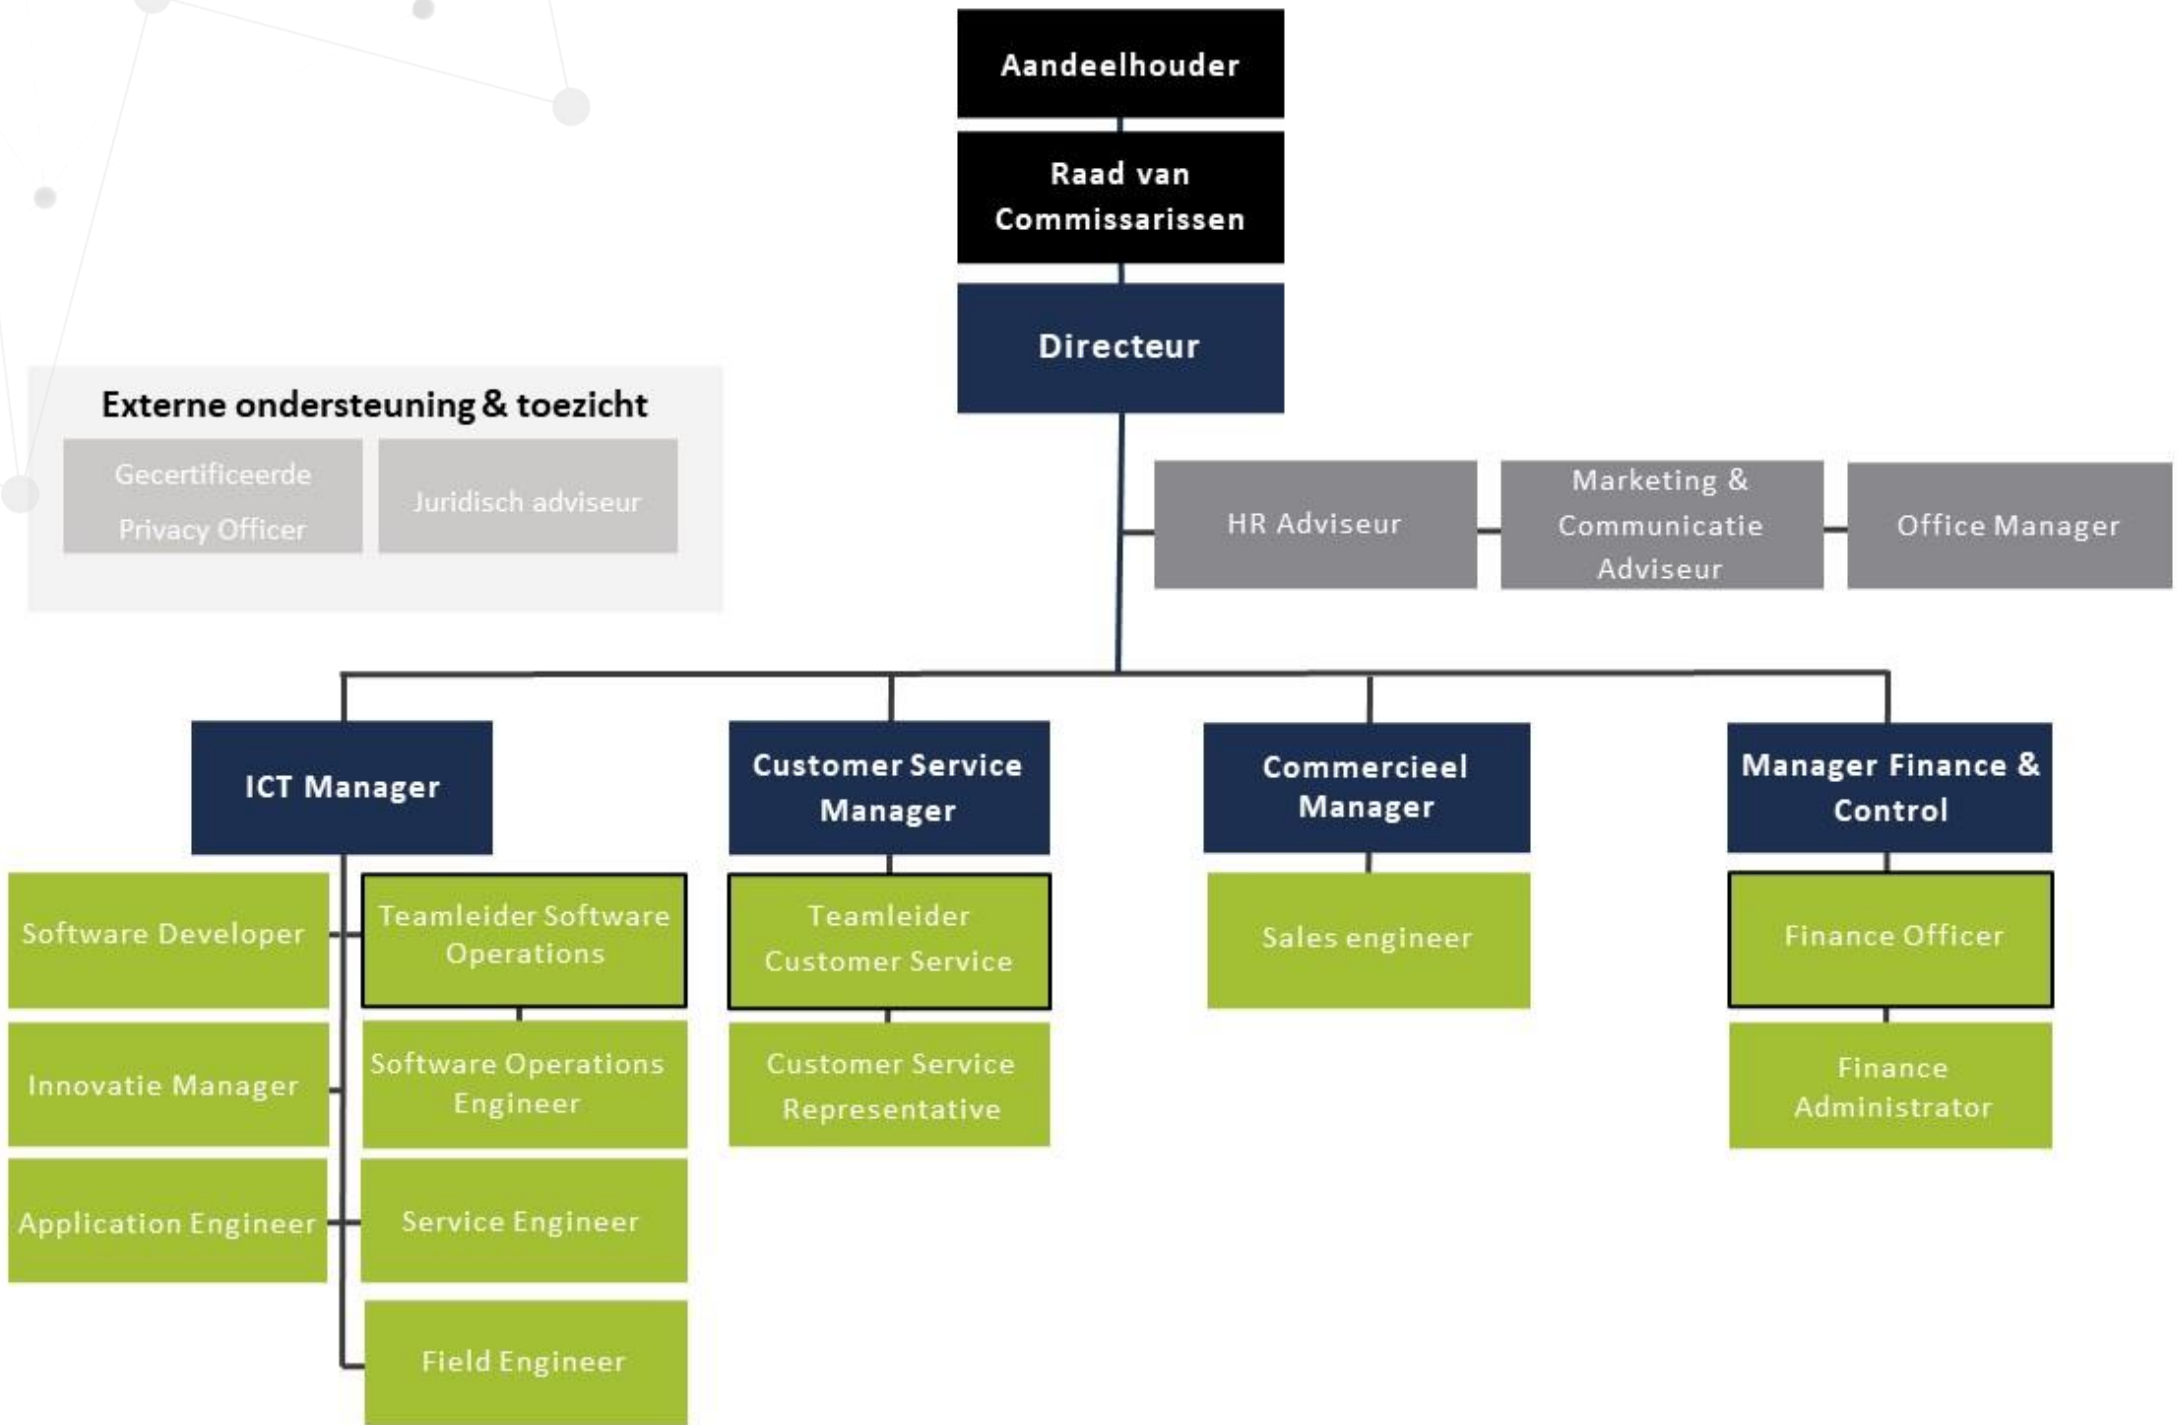 Aandeelhouder
Raad van
Commissarissen
Directeur
Externe ondersteuning & toezicht
Gecertificeerde
Privacy Officer
Juridisch adviseur
HR Adviseur
Marketing &
Communicatie
Adviseur
Office Manager
ICT Manager
Customer Service
Manager
Commercieel
Manager
Manager Finance &
Control
Software Developer
Teamleider Software
Operations
Teamleider
Customer Service
Sales engineer
Finance Officer
Innovatie Manager
Software Operations
Engineer
Customer Service
Representative
Finance
Administrator
Application Engineer
Service Engineer
Field Engineer